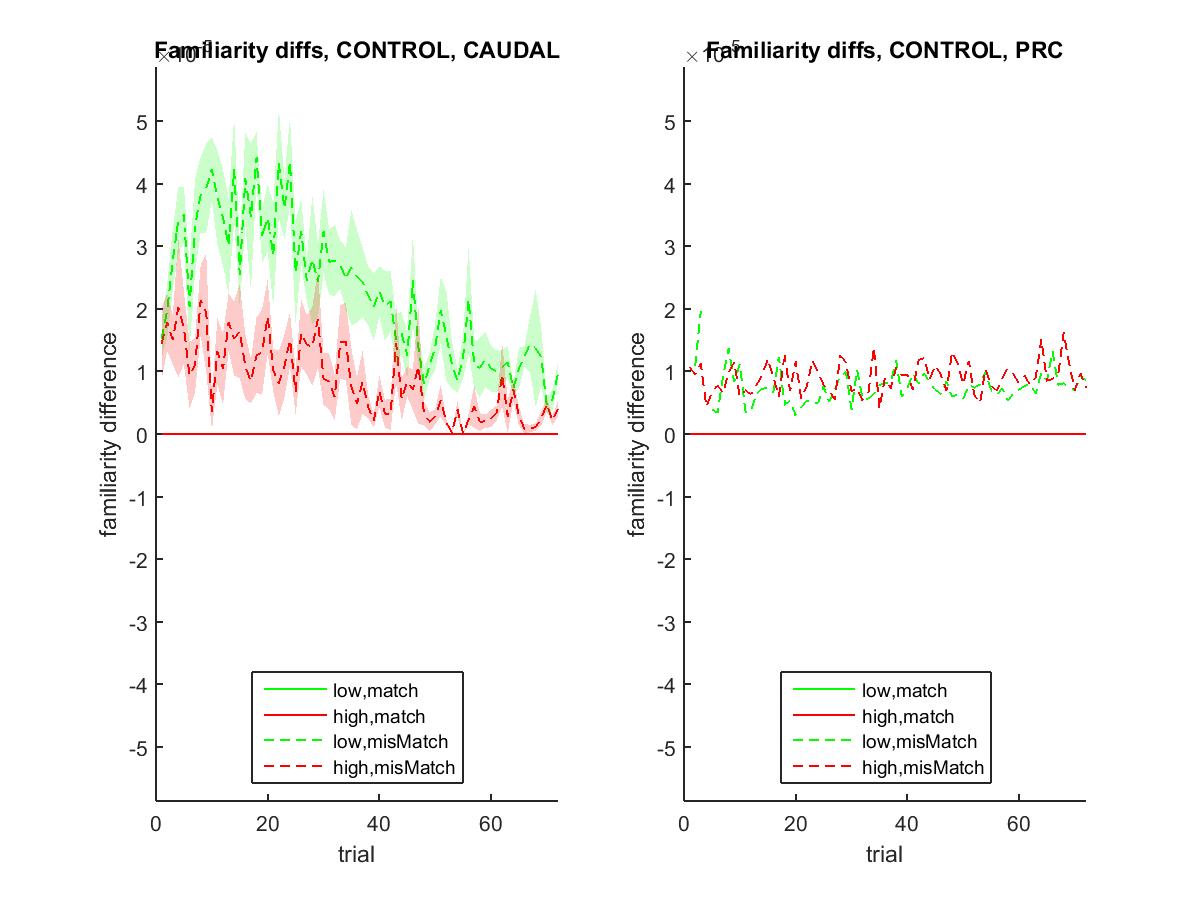 Familiarity diffs, CONTROL, CAUDAL
× 10-5
5
4
3
2
1
0
-1
-2
-3
-4
-5
familiarity difference
low,match
high,match
low,misMatch
high,misMatch
0 20 40 60
trial
Familiarity diffs, CONTROL, PRC
× 10-5
5
4
3
2
1
0
-1
-2
-3
-4
-5
familiarity difference
low,match
high,match
low,misMatch
high,misMatch
0 20 40 60
trial